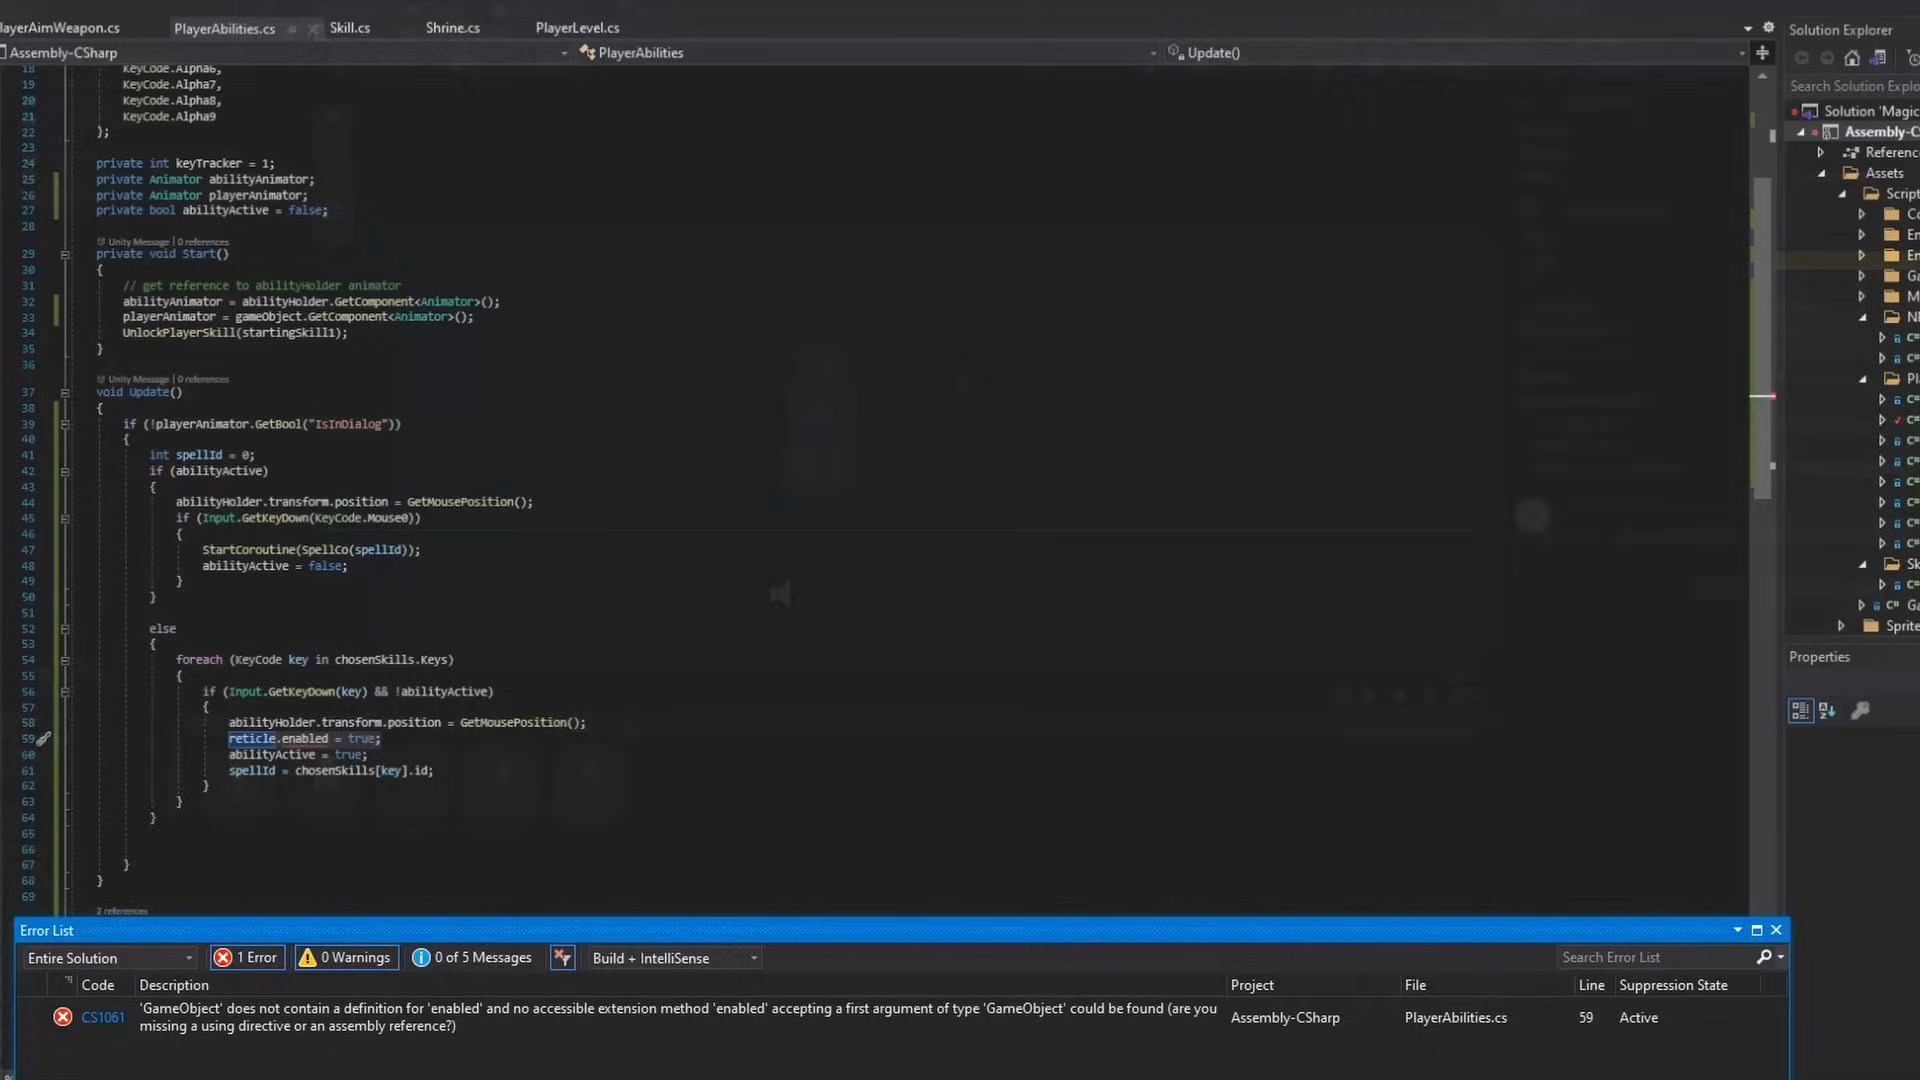 layerAimWeapon.cs
PlayerAbilities.cs
Skill.cs
Shrine.cs
PlayerLevel.cs
Solution Explorer
Assembly-CSharp
PlayerAbilities
Update()
Search Solution Explo
Solution 'Magic
Assembly-C
Referenc
Assets
Script
Co
En
En
Ga
M
Pl
Sk
Ga
Sprite
Properties
18 KeyCode.Alpha6,
19 KeyCode.Alpha7,
20 KeyCode.Alpha8,
21 KeyCode.Alpha9
22 };
23
24 private int keyTracker = 1;
25 private Animator abilityAnimator;
26 private Animator playerAnimator;
27 private bool abilityActive = false;
28
Unity Message | 0 references
29 private void Start()
30 {
31 // get reference to abilityHolder animator
32 abilityAnimator = abilityHolder.GetComponent<Animator>();
33 playerAnimator = gameObject.GetComponent<Animator>();
34 UnlockPlayerSkill(startingSkill1);
35 }
36
Unity Message | 0 references
37 void Update()
38 {
39 if (!playerAnimator.GetBool("IsInDialog"))
40 {
41 int spellId = 0;
42 if (abilityActive)
43 {
44 abilityHolder.transform.position = GetMousePosition();
45 if (Input.GetKeyDown(KeyCode.Mouse0))
46 {
47 StartCoroutine(SpellCo(spellId));
48 abilityActive = false;
49 }
50 }
51
52 else
53 {
54 foreach (KeyCode key in chosenSkills.Keys)
55 {
56 if (Input.GetKeyDown(key) && !abilityActive)
57 {
58 abilityHolder.transform.position = GetMousePosition();
59 reticle.enabled = true;
60 abilityActive = true;
61 spellId = chosenSkills[key].id;
62 }
63 }
64 }
65
66
67 }
68 }
69
2 references
Error List
Entire Solution
1 Error
0 Warnings
0 of 5 Messages
Build + IntelliSense
Search Error List
Code
Description
Project
File
Line
Suppression State
CS1061
'GameObject' does not contain a definition for 'enabled' and no accessible extension method 'enabled' accepting a first argument of type 'GameObject' could be found (are you
missing a using directive or an assembly reference?)
Assembly-CSharp
PlayerAbilities.cs
59
Active